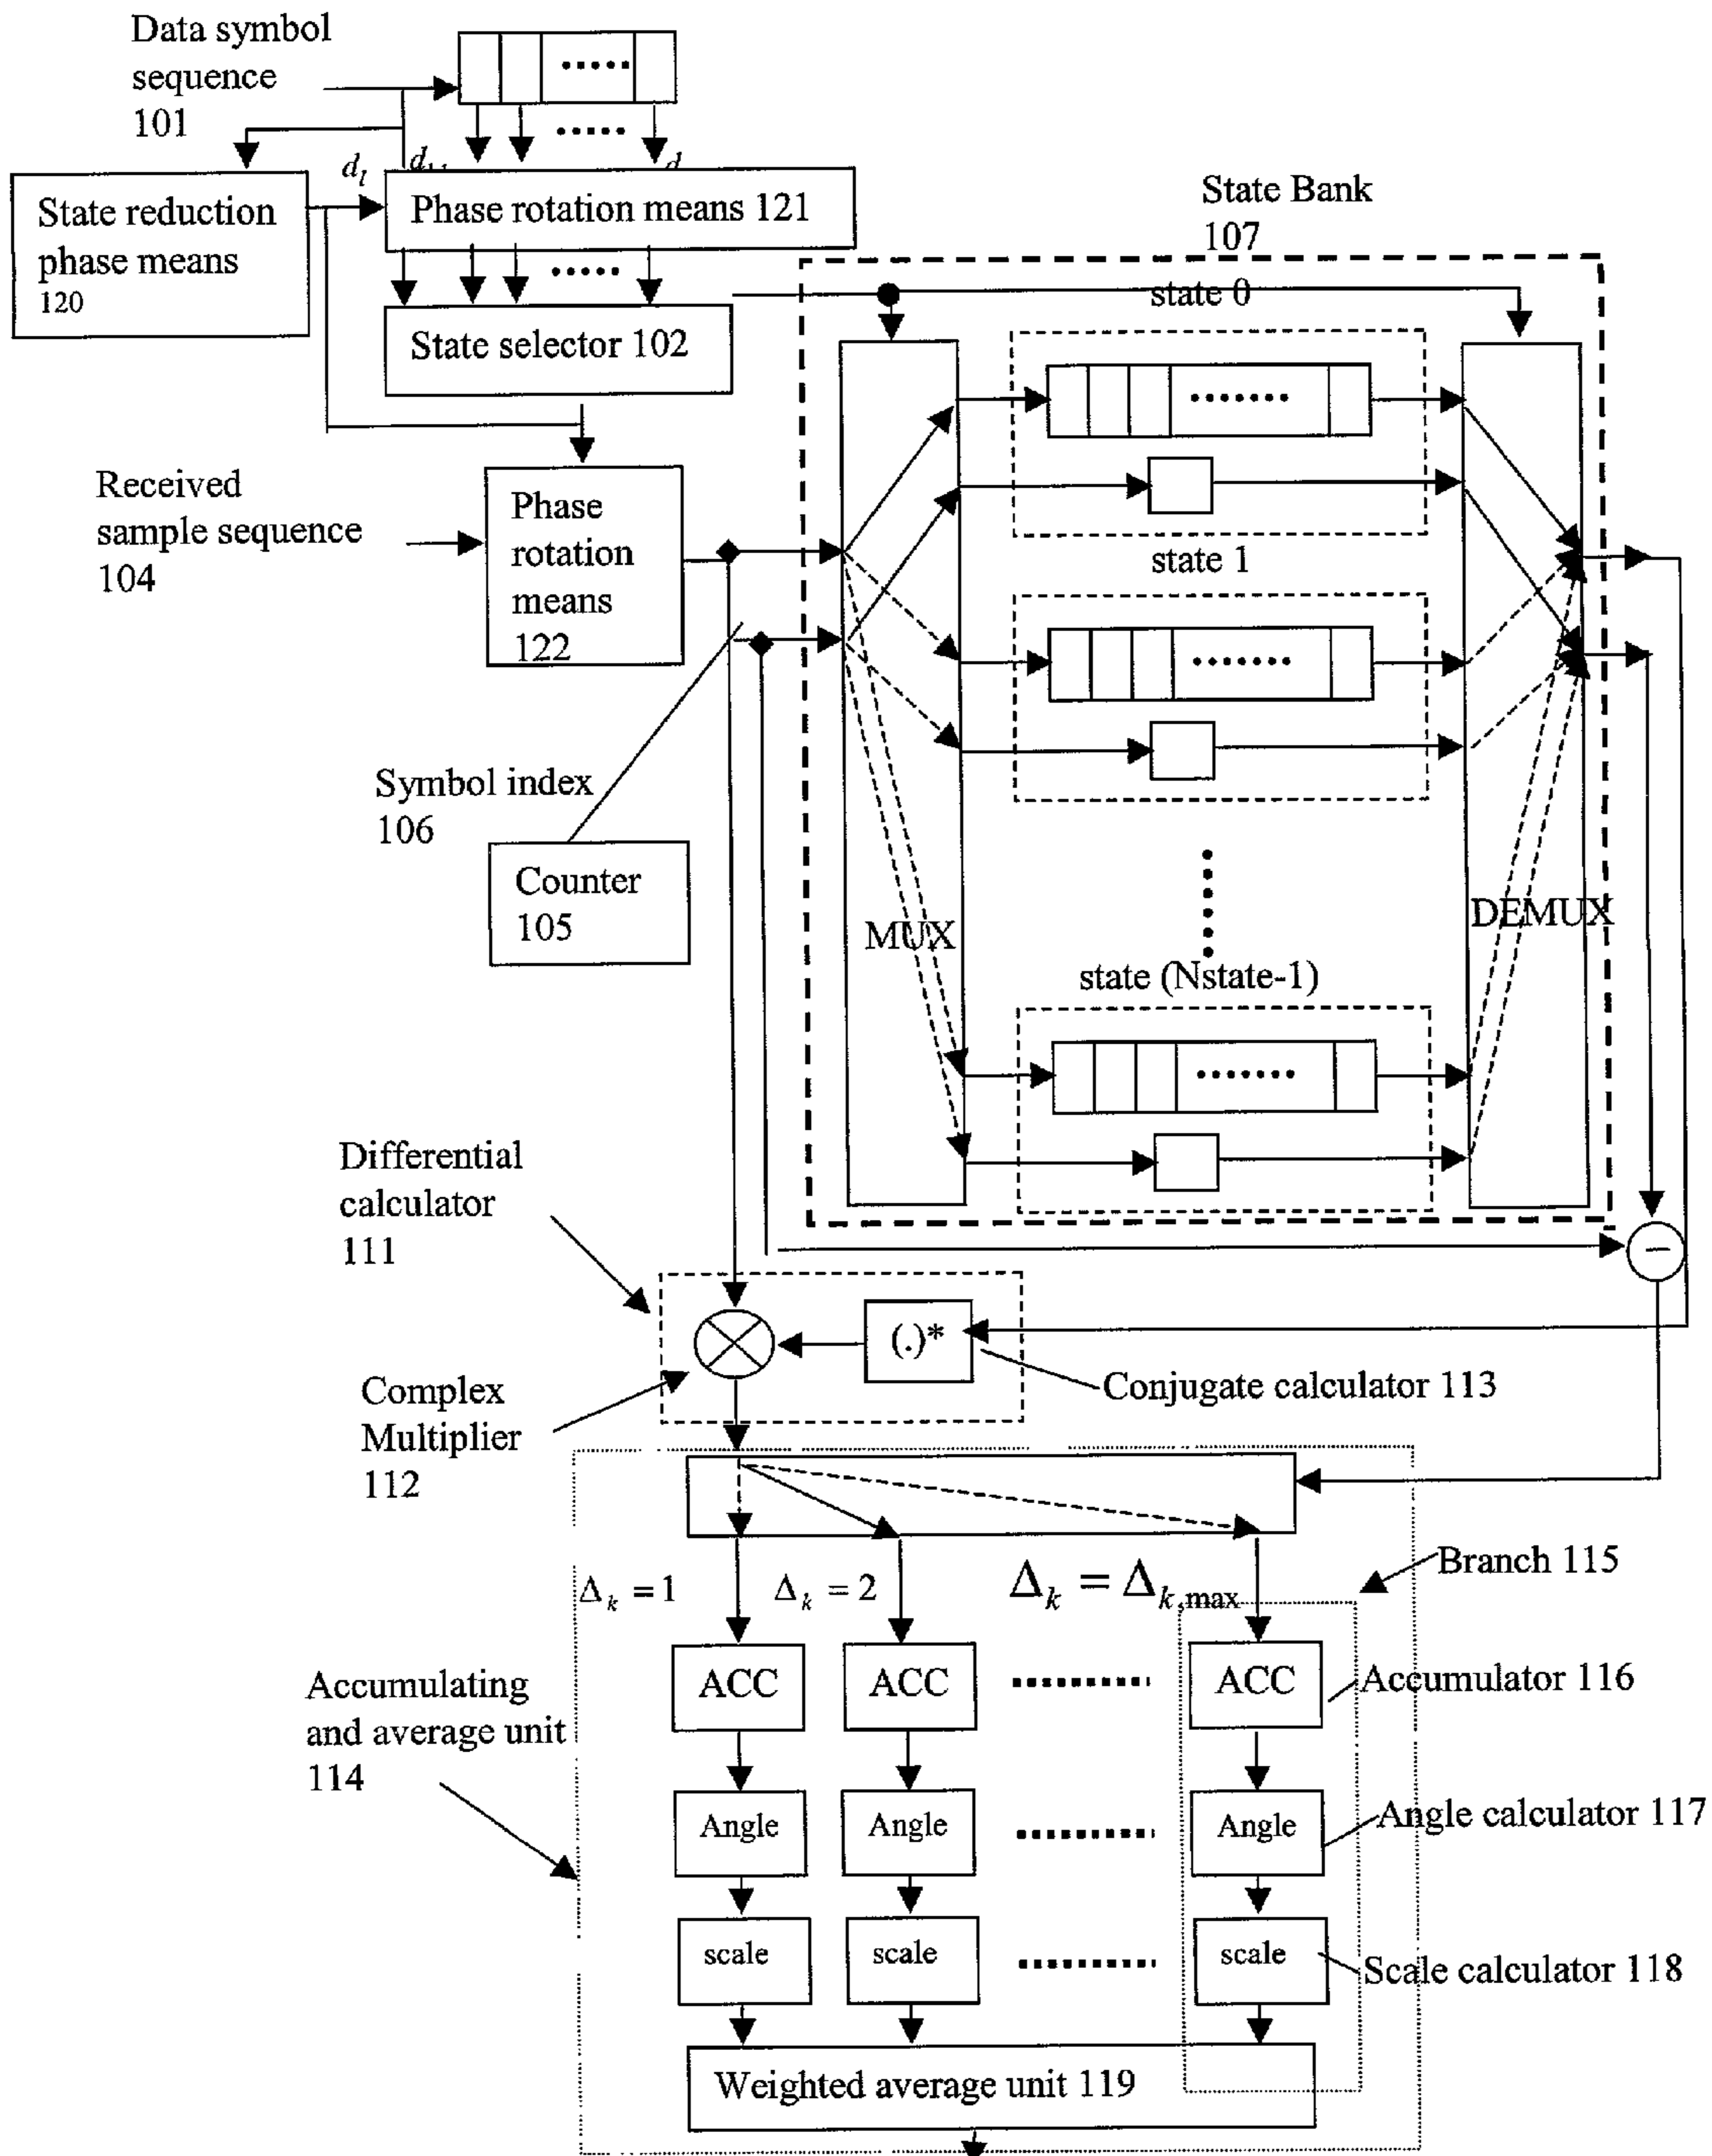 Data symbol
sequence
101
d_l
State reduction
phase means
120
Phase rotation means 121
State selector 102
State Bank
107
state 0
Received
sample sequence
104
Phase
rotation
means
122
state 1
Symbol index
106
Counter
105
MUX
DEMUX
state (Nstate-1)
Differential
calculator
111
(.)*
Complex
Multiplier
112
Conjugate calculator 113
Branch 115
Δ_k = 1
Δ_k = 2
Δ_k = Δ_k,max
Accumulating
and average unit
114
ACC
ACC
ACC
Accumulator 116
Angle
Angle
Angle
Angle calculator 117
scale
scale
scale
Scale calculator 118
Weighted average unit 119